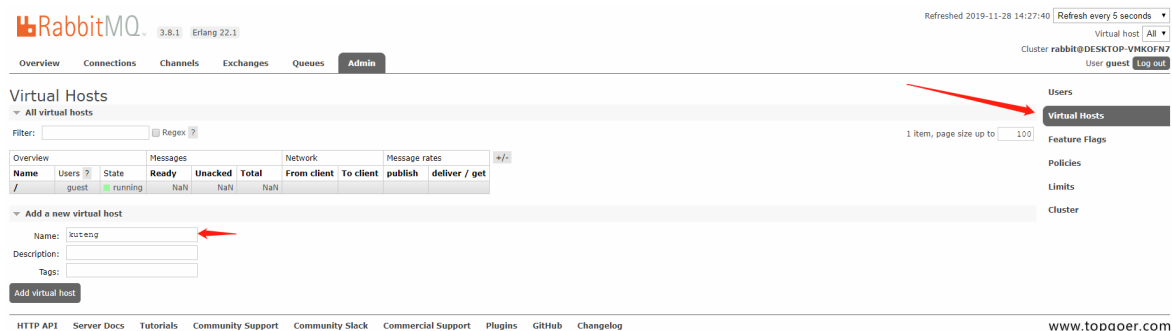 Refreshed 2019-11-28 14:27:40 Refresh every 5 seconds
RabbitMQ 3.8.1 Erlang 22.1
Virtual host All
Cluster rabbit@DESKTOP-VMKOFN7
User guest Log out
Overview Connections Channels Exchanges Queues Admin
Virtual Hosts
All virtual hosts
Filter: Regex ? 1 item, page size up to 100
Overview Messages Network Message rates +/-
Name Users ? State Ready Unacked Total From client To client publish deliver / get
/ guest running NaN NaN NaN
Add a new virtual host
Name: kuteng
Description:
Tags:
Add virtual host
Users
Virtual Hosts
Feature Flags
Policies
Limits
Cluster
HTTP API Server Docs Tutorials Community Support Community Slack Commercial Support Plugins GitHub Changelog
www.topgoer.com